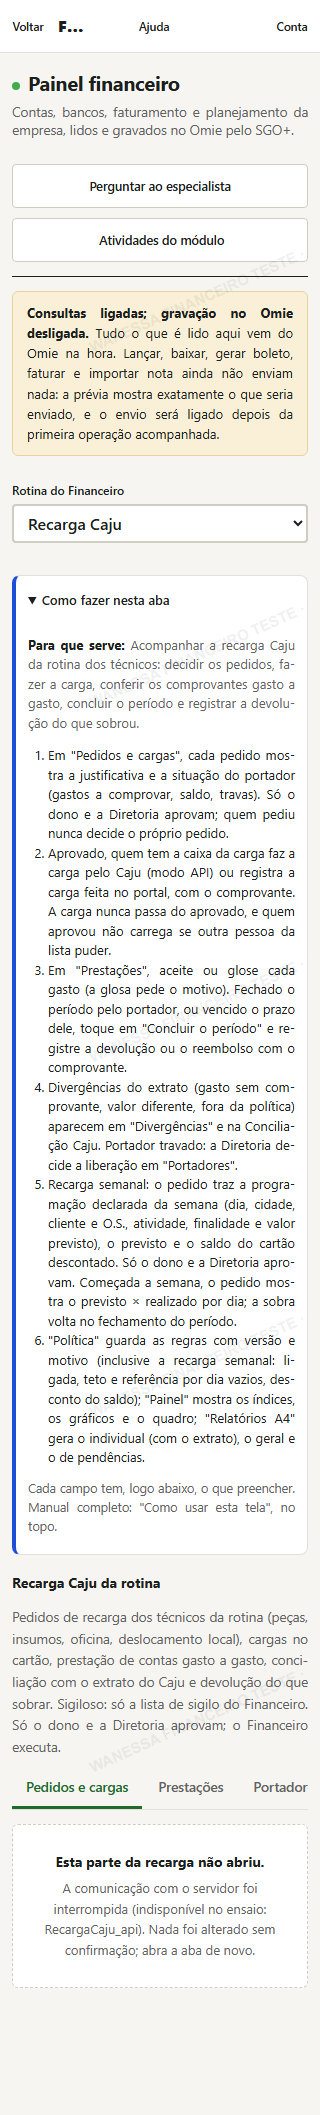 Voltar F... Ajuda Conta
Painel financeiro
Contas, bancos, faturamento e planejamento da
empresa, lidos e gravados no Omie pelo SGO+.
Perguntar ao especialista
Atividades do módulo
Consultas ligadas; gravação no Omie
desligada. Tudo o que é lido aqui vem do
Omie na hora. Lançar, baixar, gerar boleto,
faturar e importar nota ainda não enviam
nada: a prévia mostra exatamente o que seria
enviado, e o envio será ligado depois da
primeira operação acompanhada.
WANESSA FINANCEIRO TESTE ·
Rotina do Financeiro
Recarga Caju
▼ Como fazer nesta aba
Para que serve: Acompanhar a recarga Caju
da rotina dos técnicos: decidir os pedidos, fa-
zer a carga, conferir os comprovantes gasto a
gasto, concluir o período e registrar a devolu-
ção do que sobrou.
WANESSA FINANCEIRO TESTE ·
1. Em "Pedidos e cargas", cada pedido mos-
tra a justificativa e a situação do portador
(gastos a comprovar, saldo, travas). Só o
dono e a Diretoria aprovam; quem pediu
nunca decide o próprio pedido.
2. Aprovado, quem tem a caixa da carga faz a
carga pelo Caju (modo API) ou registra a
carga feita no portal, com o comprovante.
A carga nunca passa do aprovado, e quem
aprovou não carrega se outra pessoa da
lista puder.
3. Em "Prestações", aceite ou glose cada
gasto (a glosa pede o motivo). Fechado o
período pelo portador, ou vencido o prazo
dele, toque em "Concluir o período" e re-
gistre a devolução ou o reembolso com o
comprovante.
WANESSA FINANCEIRO TESTE ·
4. Divergências do extrato (gasto sem com-
provante, valor diferente, fora da política)
aparecem em "Divergências" e na Concilia-
ção Caju. Portador travado: a Diretoria de-
cide a liberação em "Portadores".
5. Recarga semanal: o pedido traz a progra-
mação declarada da semana (dia, cidade,
cliente e O.S., atividade, finalidade e valor
previsto), o previsto e o saldo do cartão
descontado. Só o dono e a Diretoria apro-
vam. Começada a semana, o pedido mos-
tra o previsto × realizado por dia; a sobra
volta no fechamento do período.
6. "Política" guarda as regras com versão e
motivo (inclusive a recarga semanal: li-
gada, teto e referência por dia vazios, des-
conto do saldo); "Painel" mostra os índices,
os gráficos e o quadro; "Relatórios A4"
gera o individual (com o extrato), o geral e
o de pendências.
WANESSA FINANCEIRO TESTE ·
Cada campo tem, logo abaixo, o que preencher.
Manual completo: "Como usar esta tela", no
topo.
Recarga Caju da rotina
Pedidos de recarga dos técnicos da rotina (peças,
insumos, oficina, deslocamento local), cargas no
cartão, prestação de contas gasto a gasto, conci-
liação com o extrato do Caju e devolução do que
sobrar. Sigiloso: só a lista de sigilo do Financeiro.
Só o dono e a Diretoria aprovam; o Financeiro
executa.
WANESSA FINANCEIRO TESTE ·
Pedidos e cargas Prestações Portador
Esta parte da recarga não abriu.
A comunicação com o servidor foi
interrompida (indisponível no ensaio:
RecargaCaju_api). Nada foi alterado sem
confirmação; abra a aba de novo.